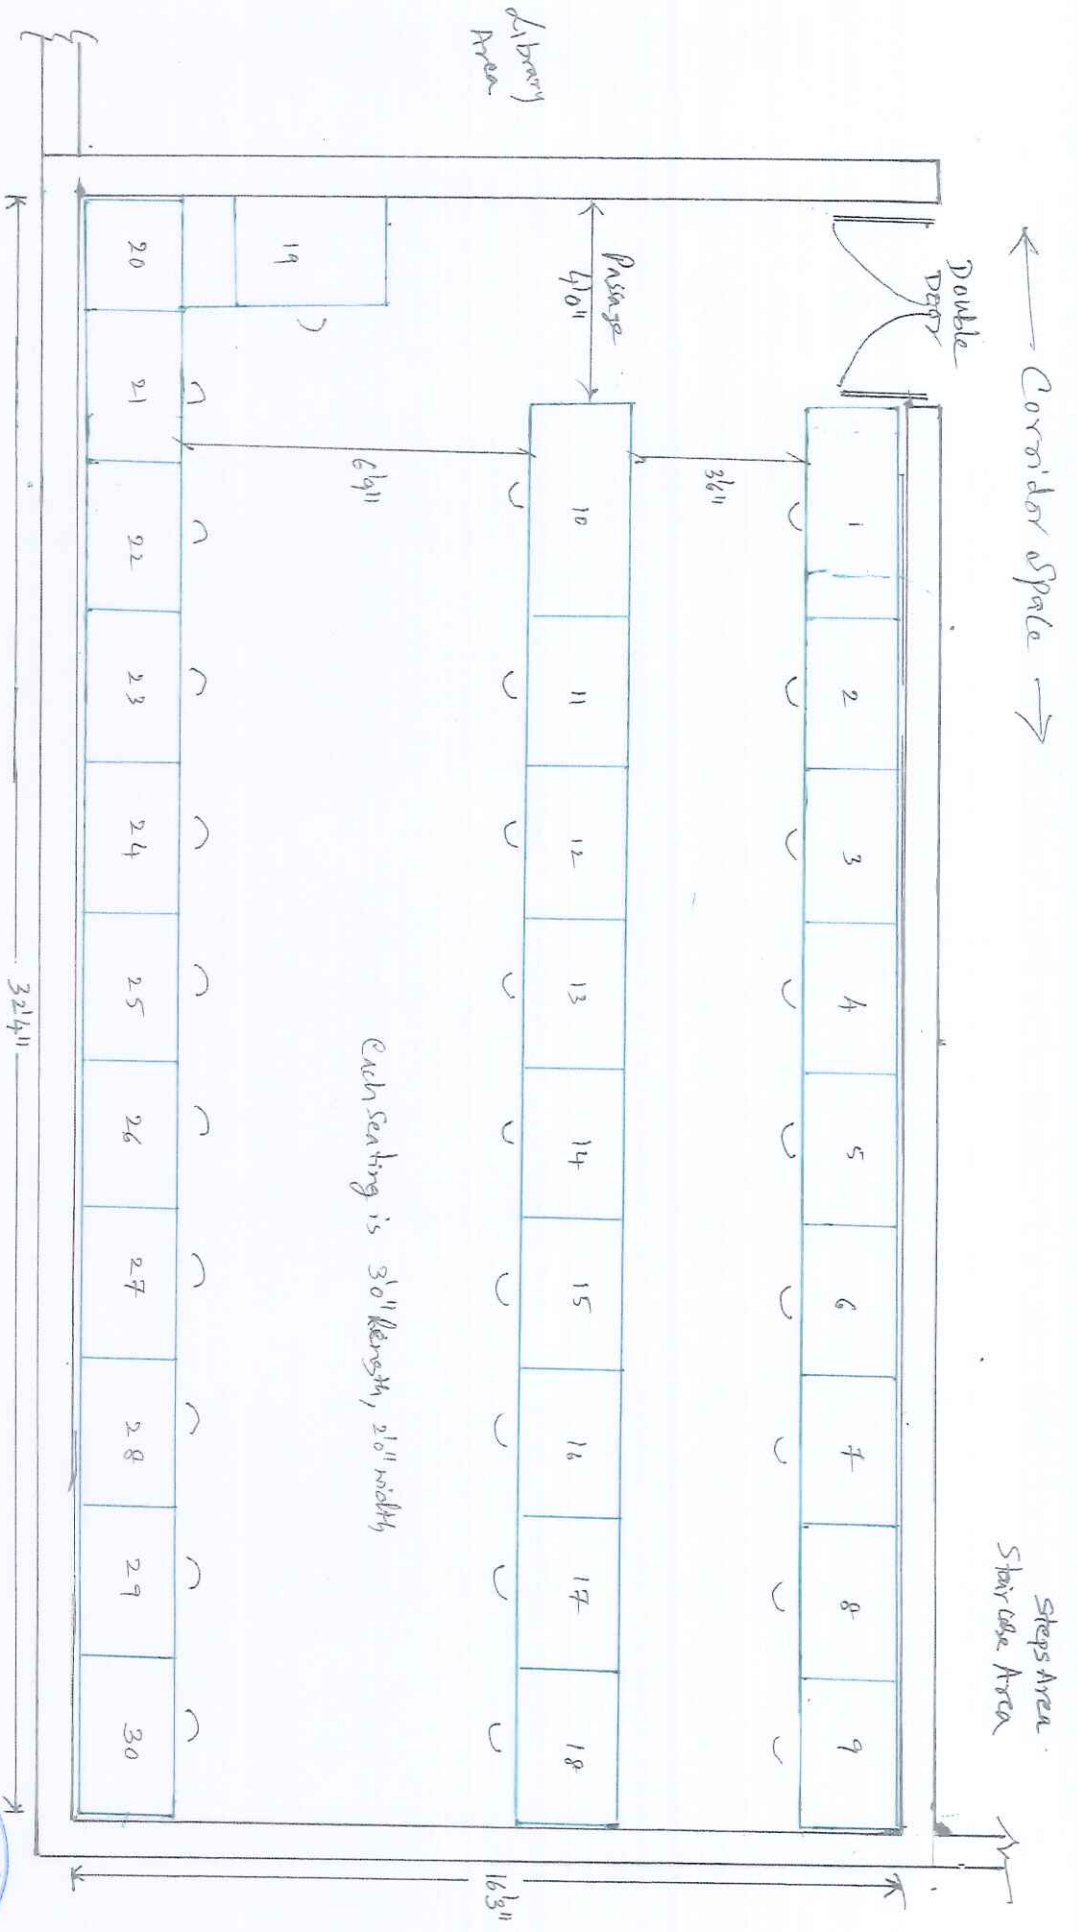 Steps Area
Stair Case Area
← Corridor Space →
Double
Door
1 2 3 4 5 6 7 8 9
3'6"
Passage
4'0"
10 11 12 13 14 15 16 17 18
Library
Area
6'9"
Each Seating is 3'0" Length, 2'0" width
19
20 21 22 23 24 25 26 27 28 29 30
32'4"
16'3"